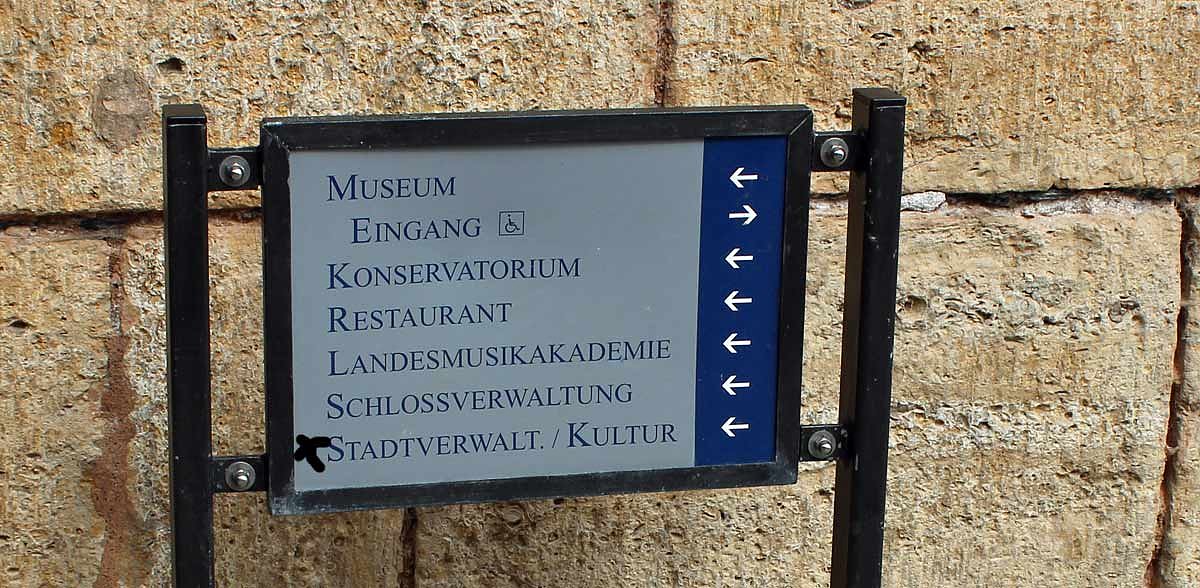 MUSEUM ←
EINGANG →
KONSERVATORIUM ←
RESTAURANT ←
LANDESMUSIKAKADEMIE ←
SCHLOSSVERWALTUNG ←
STADTVERWALT. / KULTUR ←